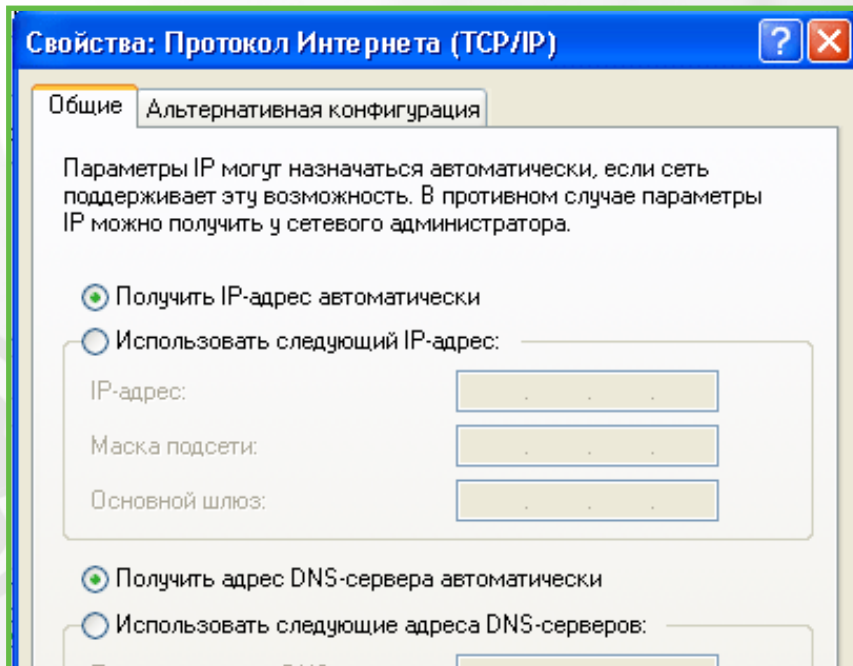 Свойства: Протокол Интернета (TCP/IP)
Общие
Альтернативная конфигурация
Параметры IP могут назначаться автоматически, если сеть
поддерживает эту возможность. В противном случае параметры
IP можно получить у сетевого администратора.
Получить IP-адрес автоматически
Использовать следующий IP-адрес:
IP-адрес:
Маска подсети:
Основной шлюз:
Получить адрес DNS-сервера автоматически
Использовать следующие адреса DNS-серверов: